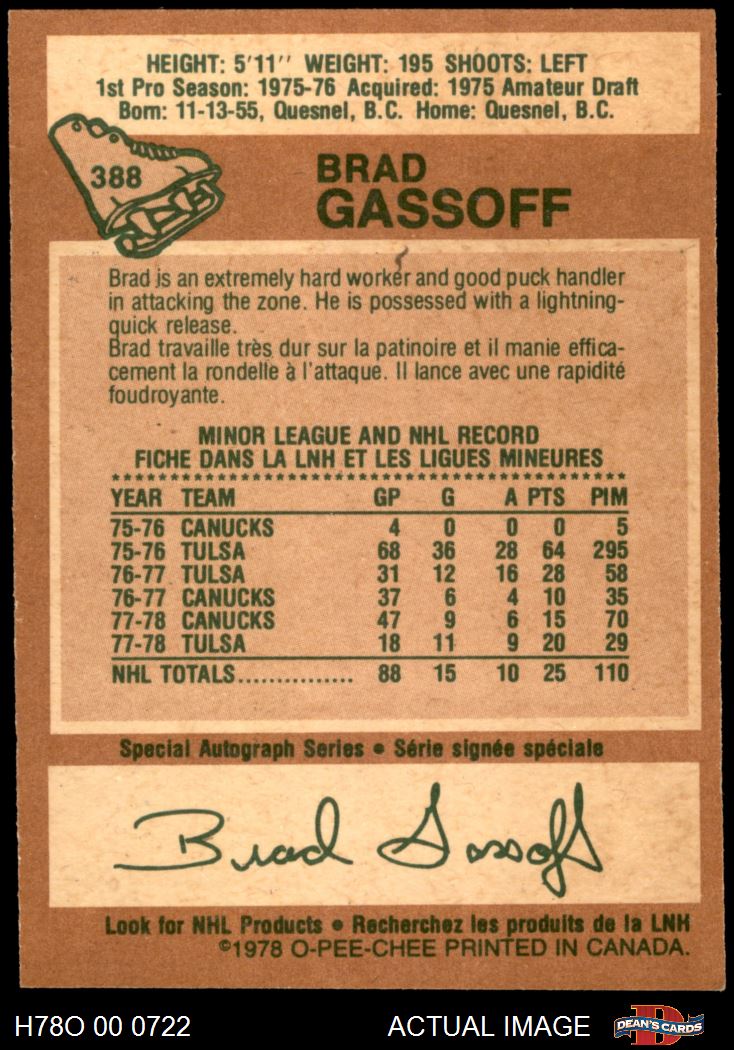 HEIGHT: 5'11" WEIGHT: 195 SHOOTS: LEFT
1st Pro Season: 1975-76 Acquired: 1975 Amateur Draft
Born: 11-13-55, Quesnel, B.C. Home: Quesnel, B.C.
388
BRAD
GASSOFF
Brad is an extremely hard worker and good puck handler
in attacking the zone. He is possessed with a lightning-
quick release.
Brad travaille très dur sur la patinoire et il manie effica-
cement la rondelle à l'attaque. Il lance avec une rapidité
foudroyante.
MINOR LEAGUE AND NHL RECORD
FICHE DANS LA LNH ET LES LIGUES MINEURES
YEAR TEAM GP G A PTS PIM
75-76 CANUCKS 4 0 0 0 5
75-76 TULSA 68 36 28 64 295
76-77 TULSA 31 12 16 28 58
76-77 CANUCKS 37 6 4 10 35
77-78 CANUCKS 47 9 6 15 70
77-78 TULSA 18 11 9 20 29
NHL TOTALS............... 88 15 10 25 110
Special Autograph Series • Série signée spéciale
Brad Gassoff
Look for NHL Products • Recherchez les produits de la LNH
©1978 O-PEE-CHEE PRINTED IN CANADA.
H78O 00 0722 ACTUAL IMAGE D DEAN'S CARDS